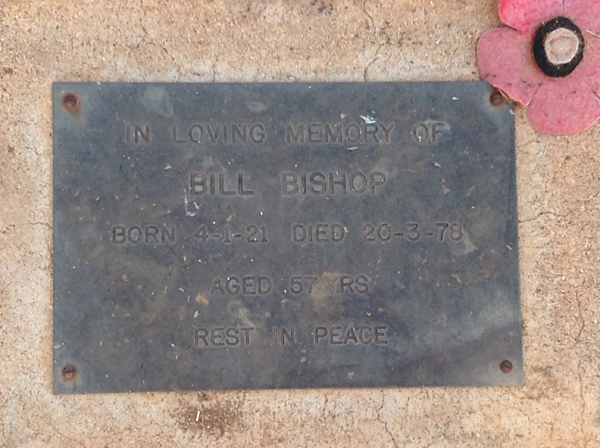 IN LOVING MEMORY OF
BILL BISHOP
BORN 4-1-21 DIED 20-3-78
AGED 57 YRS
REST IN PEACE